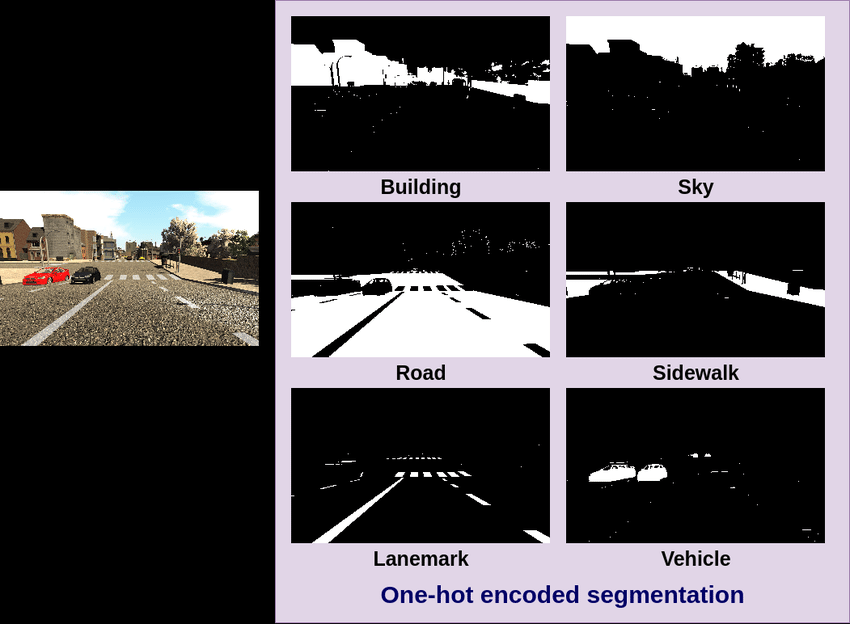 Building
Sky
Road
Sidewalk
Lanemark
Vehicle
One-hot encoded segmentation